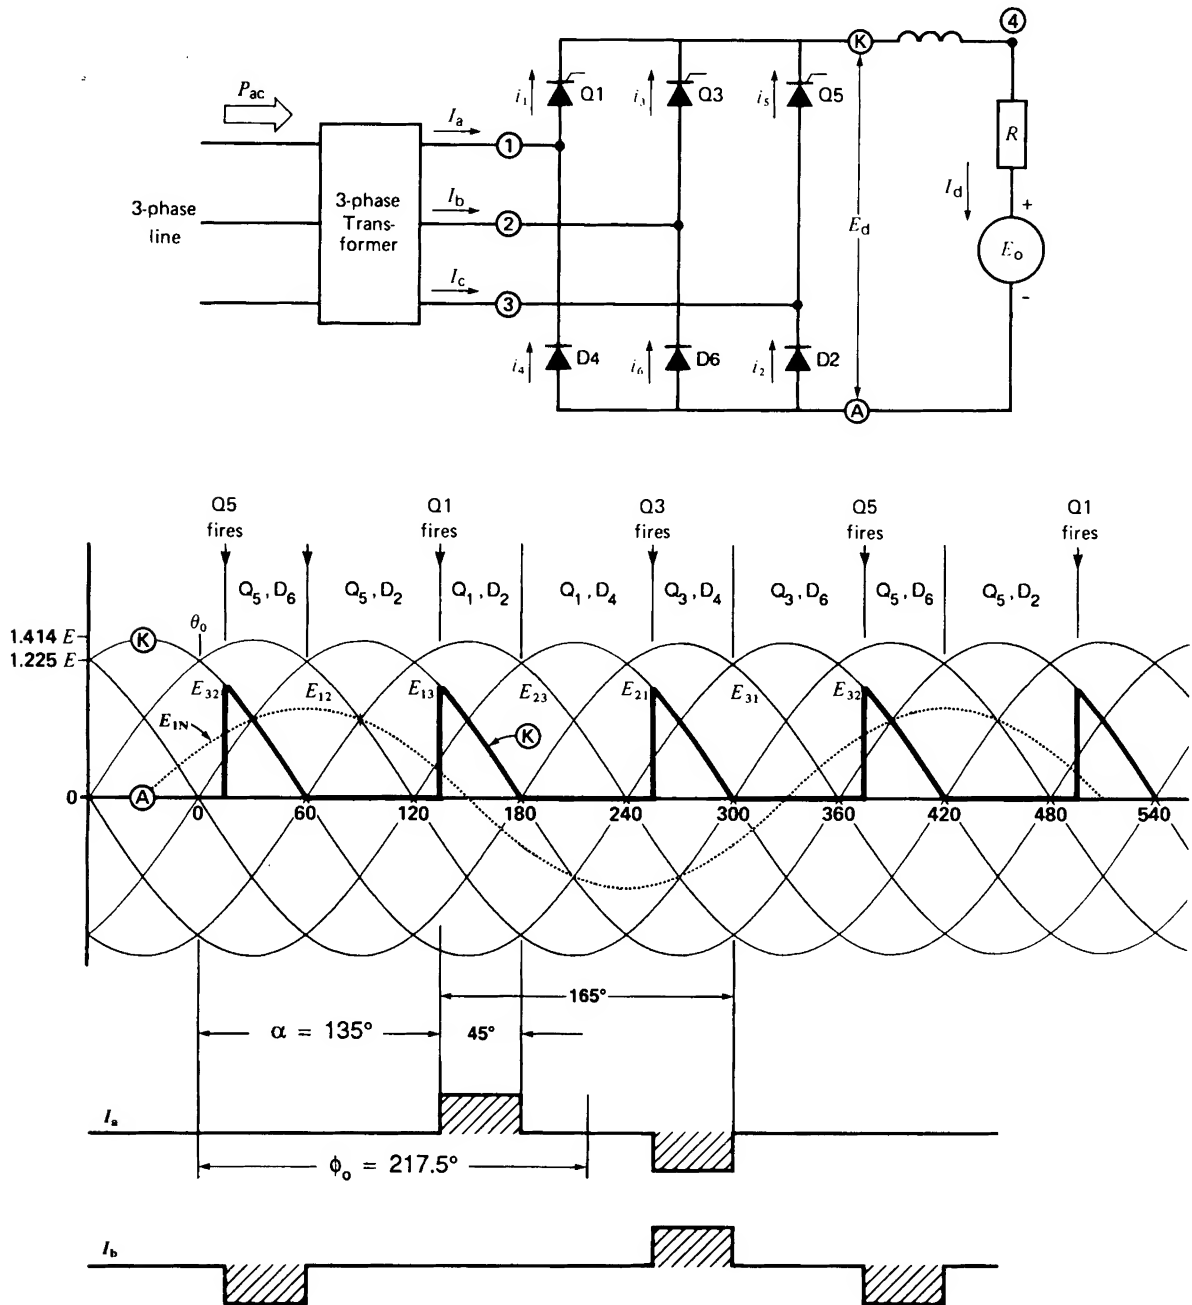 4
K
P_ac
Q1
Q3
Q5
i_1
i_3
i_5
I_a
1
R
3-phase
line
3-phase
Trans-
former
I_b
2
I_d
+
E_d
E_o
I_c
3
-
i_4
D4
i_6
D6
i_2
D2
A
Q5
fires
Q1
fires
Q3
fires
Q5
fires
Q1
fires
Q_5, D_6
Q_5, D_2
Q_1, D_2
Q_1, D_4
Q_3, D_4
Q_3, D_6
Q_5, D_6
Q_5, D_2
1.414 E
K
θ_0
1.225 E
E_32
E_12
E_13
E_23
E_21
E_31
E_32
E_1N
K
0
A
0 60 120 180 240 300 360 420 480 540
165°
α = 135°
45°
I_a
ϕ_o = 217.5°
I_b